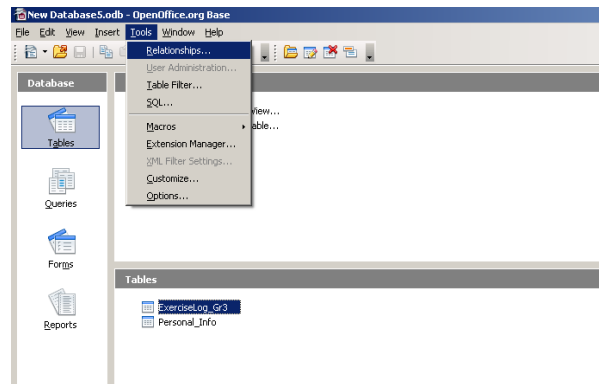 New Database5.odb - OpenOffice.org Base
File Edit View Insert Tools Window Help
Relationships...
User Administration...
Table Filter...
SQL...
Macros
Extension Manager...
XML Filter Settings...
Customize...
Options...
Database
Tables
Queries
Forms
Reports
View...
able...
Tables
ExerciseLog_Gr3
Personal_Info